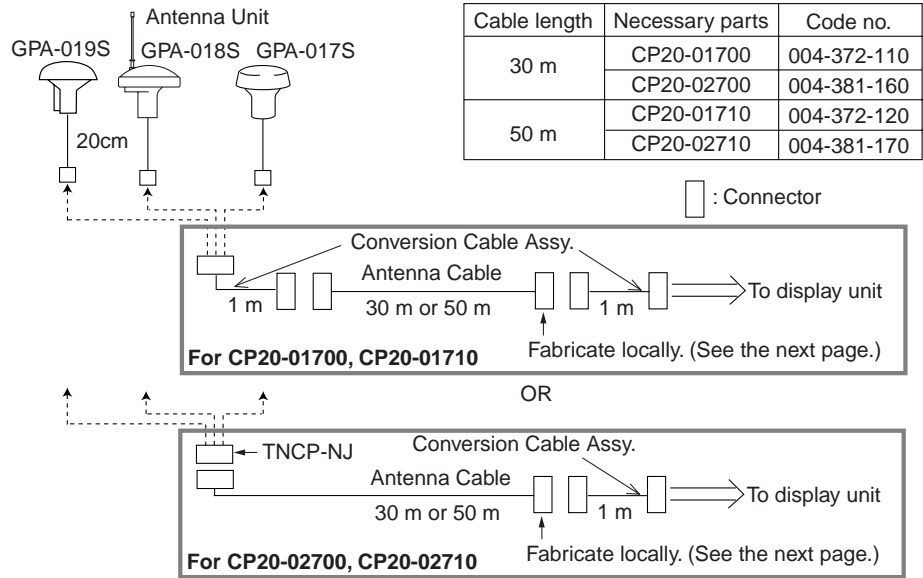 Antenna Unit
GPA-019S GPA-018S GPA-017S
20cm
Cable length Necessary parts Code no.
30 m CP20-01700 004-372-110
CP20-02700 004-381-160
50 m CP20-01710 004-372-120
CP20-02710 004-381-170
: Connector
Conversion Cable Assy.
Antenna Cable
1 m 30 m or 50 m 1 m To display unit
For CP20-01700, CP20-01710 Fabricate locally. (See the next page.)
OR
TNCP-NJ Conversion Cable Assy.
Antenna Cable
30 m or 50 m 1 m To display unit
For CP20-02700, CP20-02710 Fabricate locally. (See the next page.)